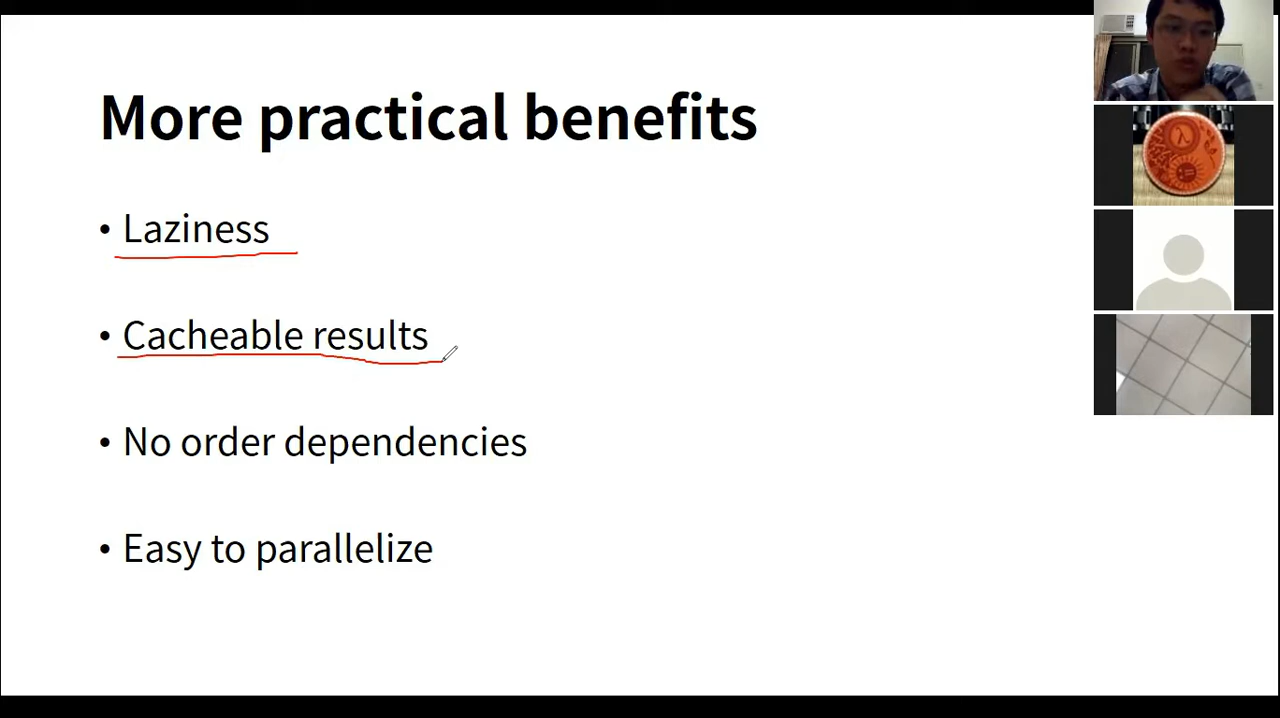 More practical benefits
• Laziness
• Cacheable results
• No order dependencies
• Easy to parallelize
λ